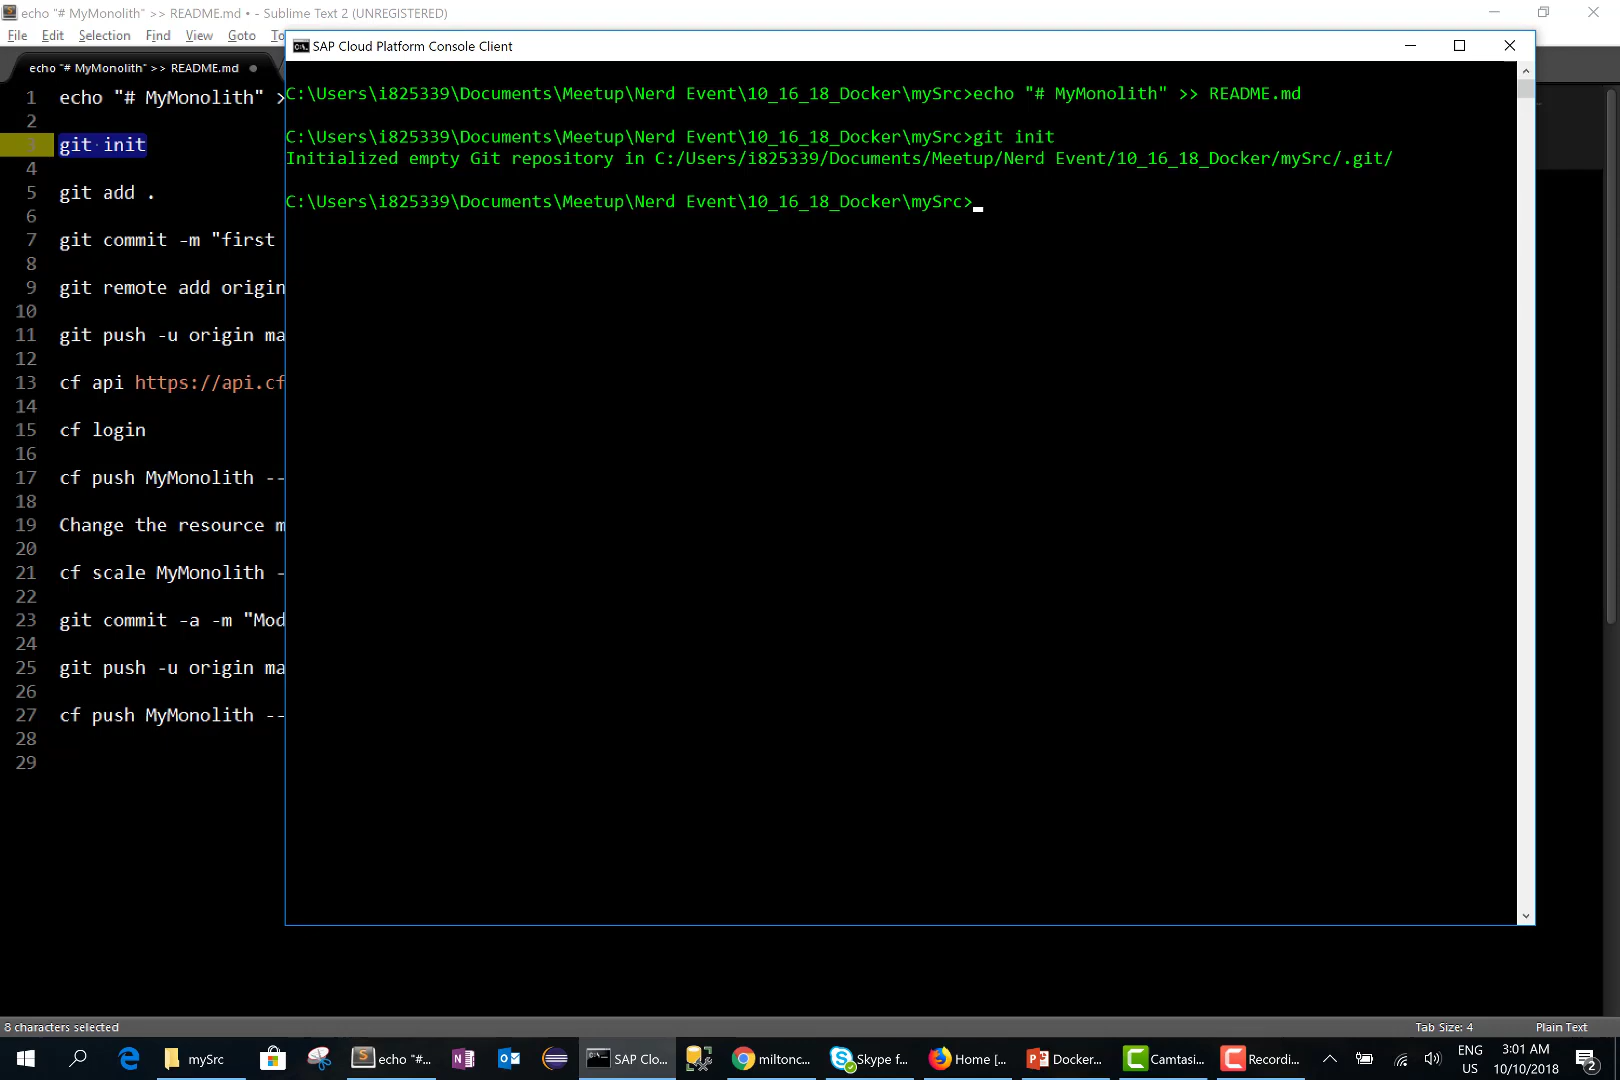 echo "# MyMonolith" >> README.md • - Sublime Text 2 (UNREGISTERED)
File Edit Selection Find View Goto To
echo "# MyMonolith" >> README.md
1 echo "# MyMonolith" >
2
3 git init
4
5 git add .
6
7 git commit -m "first
8
9 git remote add origin
10
11 git push -u origin ma
12
13 cf api https://api.cf
14
15 cf login
16
17 cf push MyMonolith --
18
19 Change the resource m
20
21 cf scale MyMonolith -
22
23 git commit -a -m "Mod
24
25 git push -u origin ma
26
27 cf push MyMonolith --
28
29
SAP Cloud Platform Console Client
C:\Users\i825339\Documents\Meetup\Nerd Event\10_16_18_Docker\mySrc>echo "# MyMonolith" >> README.md
C:\Users\i825339\Documents\Meetup\Nerd Event\10_16_18_Docker\mySrc>git init
Initialized empty Git repository in C:/Users/i825339/Documents/Meetup/Nerd Event/10_16_18_Docker/mySrc/.git/
C:\Users\i825339\Documents\Meetup\Nerd Event\10_16_18_Docker\mySrc>
8 characters selected
Tab Size: 4 Plain Text
mySrc
echo "#...
SAP Clo...
miltonc...
Skype f...
Home [...
Docker...
Camtasi...
Recordi...
ENG
US
3:01 AM
10/10/2018
2